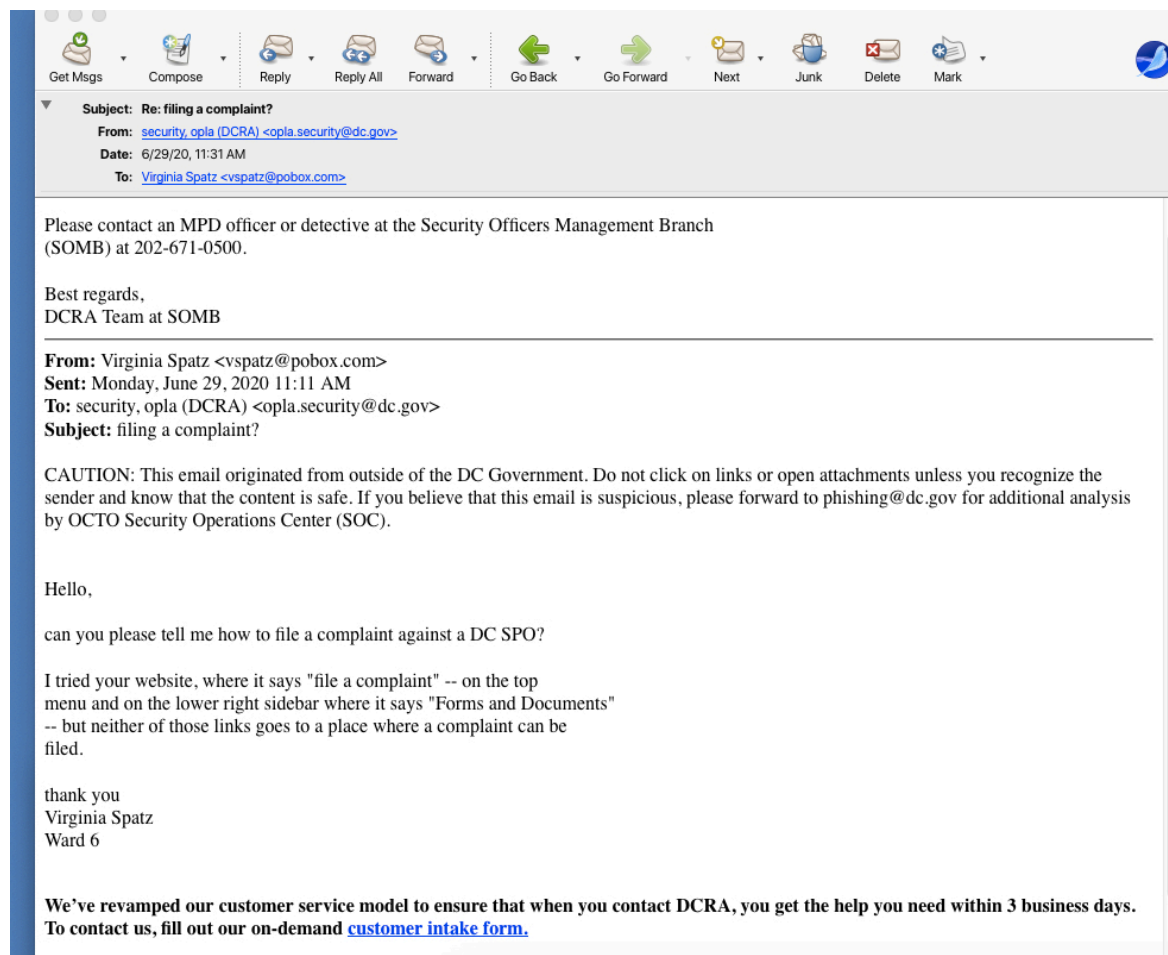 Get Msgs Compose Reply Reply All Forward Go Back Go Forward Next Junk Delete Mark
Subject: Re: filing a complaint?
From: security, opla (DCRA) <opla.security@dc.gov>
Date: 6/29/20, 11:31 AM
To: Virginia Spatz <vspatz@pobox.com>
Please contact an MPD officer or detective at the Security Officers Management Branch
(SOMB) at 202-671-0500.
Best regards,
DCRA Team at SOMB
From: Virginia Spatz <vspatz@pobox.com>
Sent: Monday, June 29, 2020 11:11 AM
To: security, opla (DCRA) <opla.security@dc.gov>
Subject: filing a complaint?
CAUTION: This email originated from outside of the DC Government. Do not click on links or open attachments unless you recognize the
sender and know that the content is safe. If you believe that this email is suspicious, please forward to phishing@dc.gov for additional analysis
by OCTO Security Operations Center (SOC).
Hello,
can you please tell me how to file a complaint against a DC SPO?
I tried your website, where it says "file a complaint" -- on the top
menu and on the lower right sidebar where it says "Forms and Documents"
-- but neither of those links goes to a place where a complaint can be
filed.
thank you
Virginia Spatz
Ward 6
We've revamped our customer service model to ensure that when you contact DCRA, you get the help you need within 3 business days.
To contact us, fill out our on-demand customer intake form.